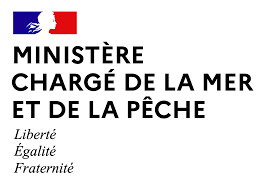 MINISTÈRE
CHARGÉ DE LA MER
ET DE LA PÊCHE
Liberté
Égalité
Fraternité